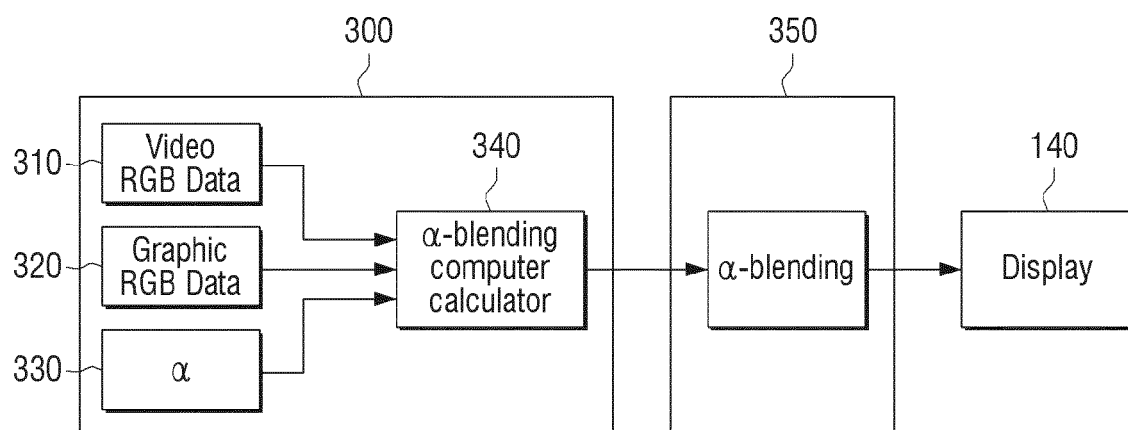 300
350
310
Video
RGB Data
340
140
320
Graphic
RGB Data
α-blending
computer
calculator
α-blending
Display
330
α